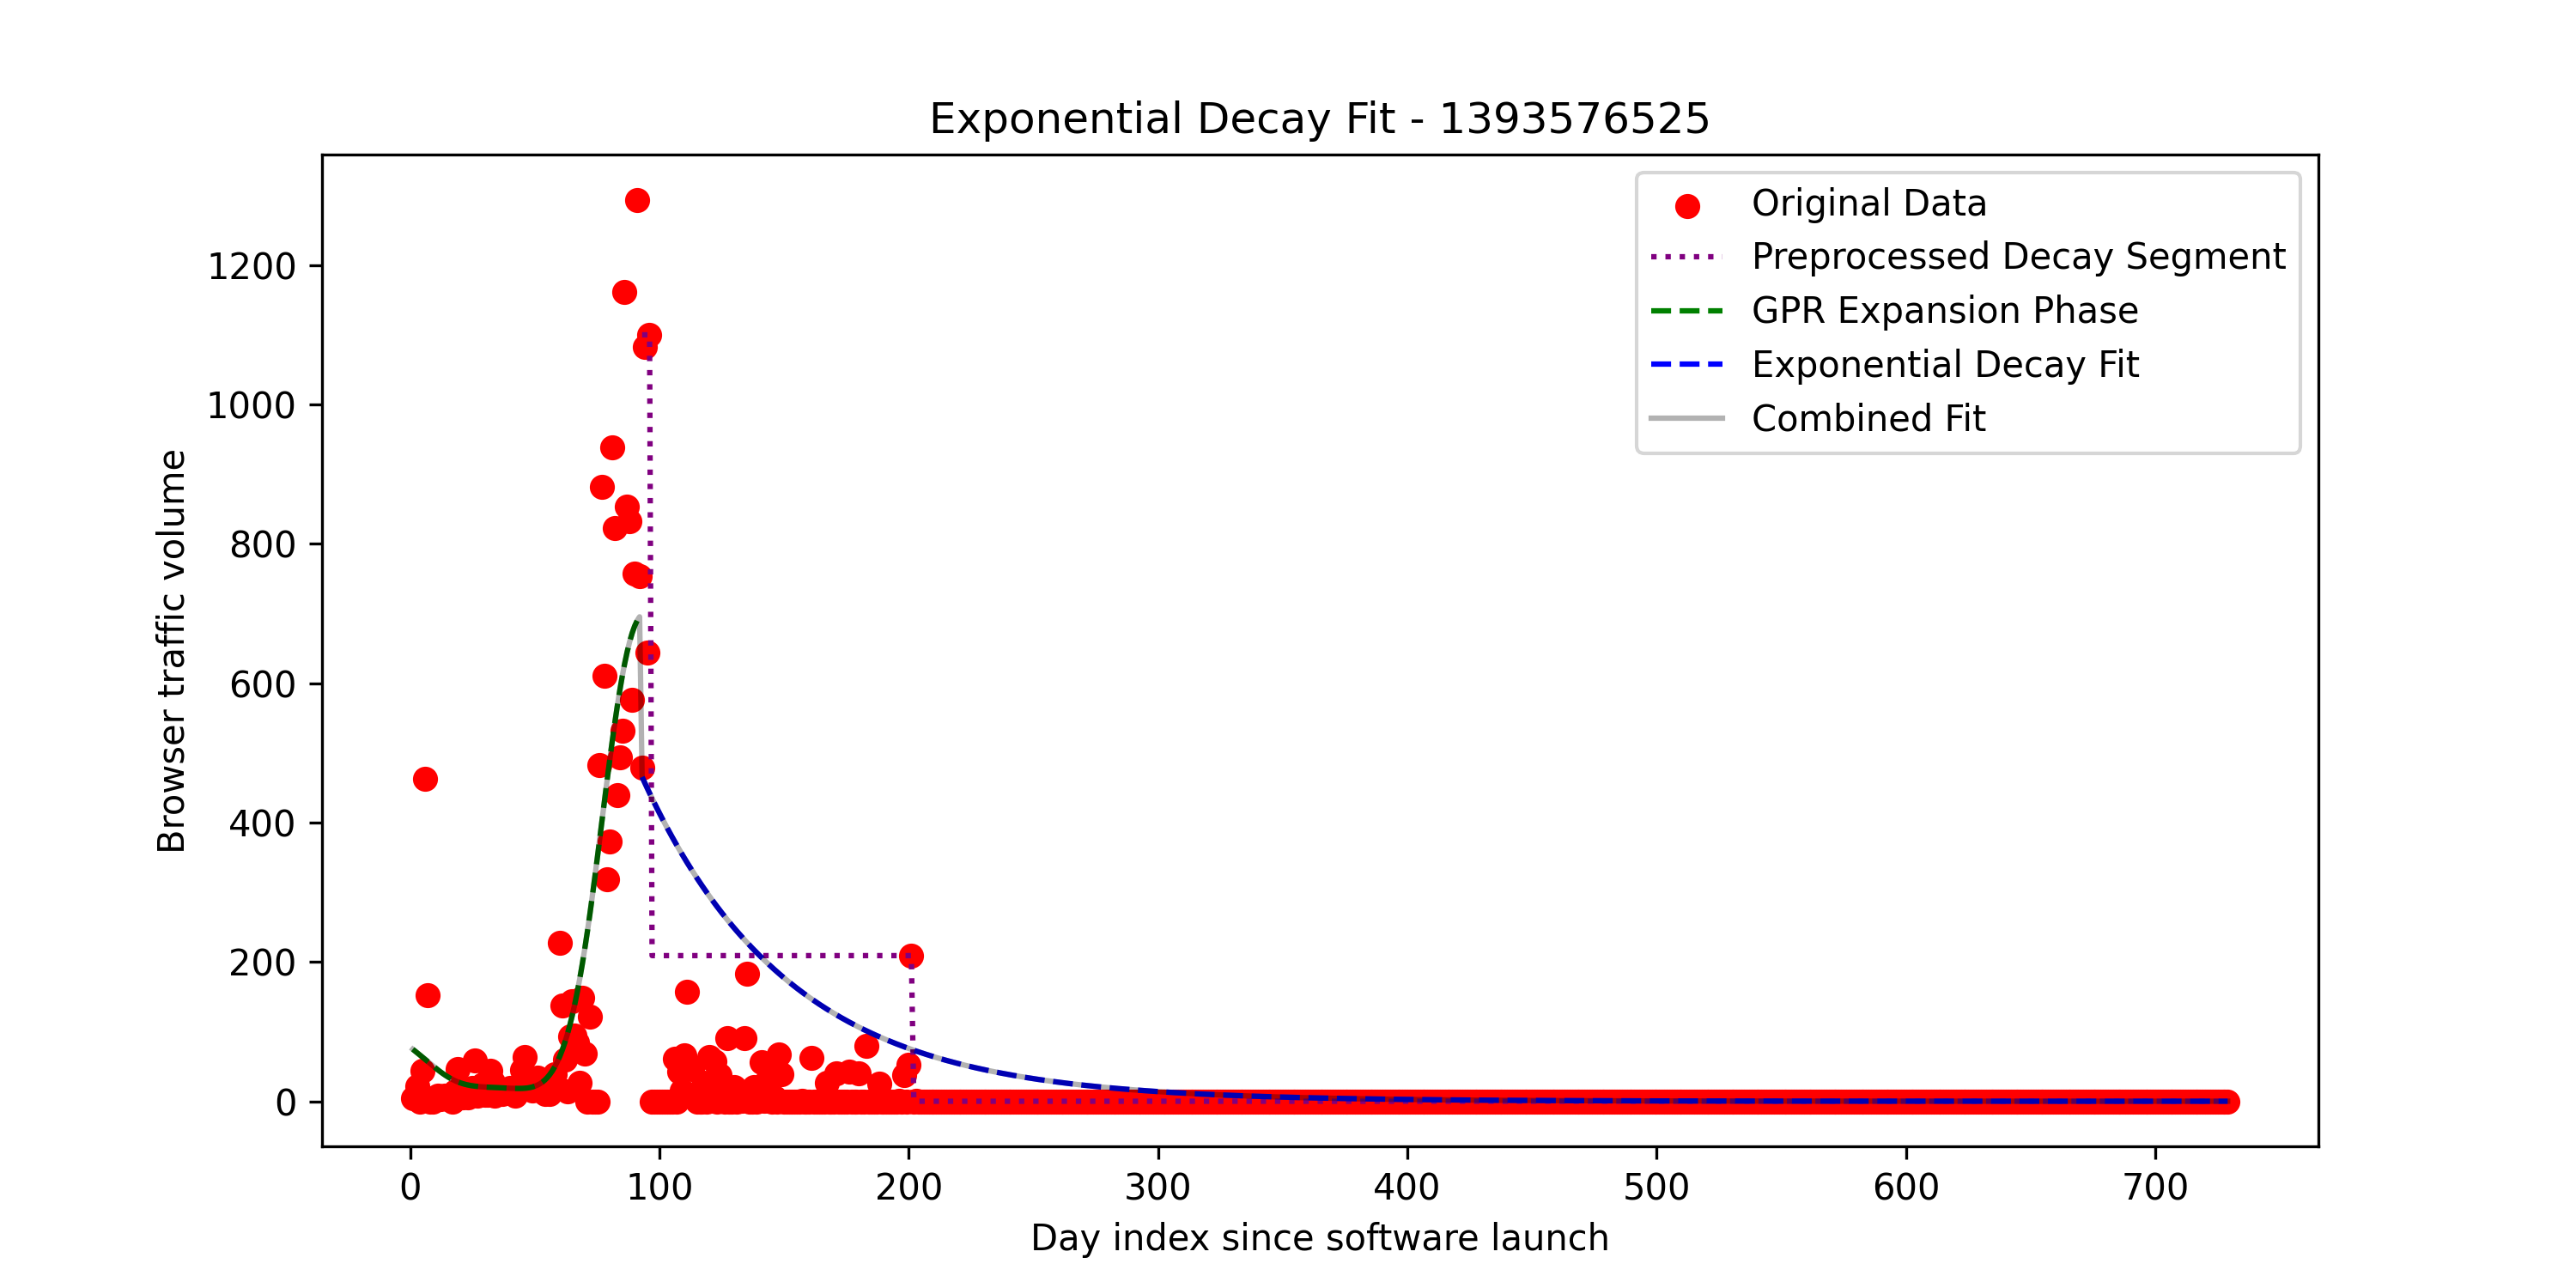 Exponential Decay Fit - 1393576525
Original Data
Preprocessed Decay Segment
GPR Expansion Phase
Exponential Decay Fit
Combined Fit
Browser traffic volume
1200
1000
800
600
400
200
0
0 100 200 300 400 500 600 700
Day index since software launch